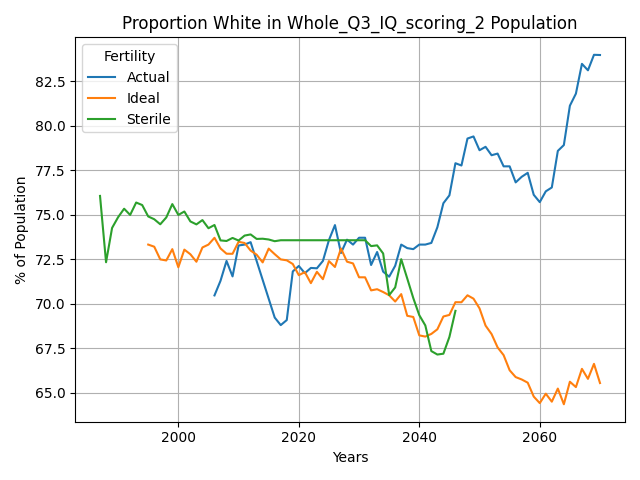 Proportion White in Whole_Q3_IQ_scoring_2 Population
Fertility
Actual
Ideal
Sterile
% of Population
82.5
80.0
77.5
75.0
72.5
70.0
67.5
65.0
2000
2020
2040
2060
Years